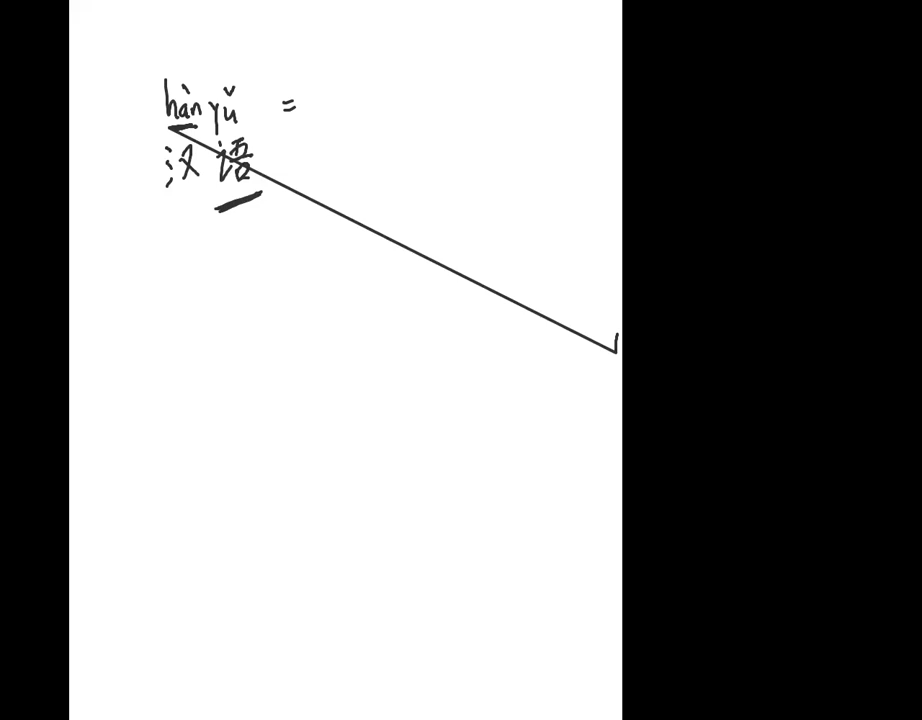 hàn yǔ =
汉语